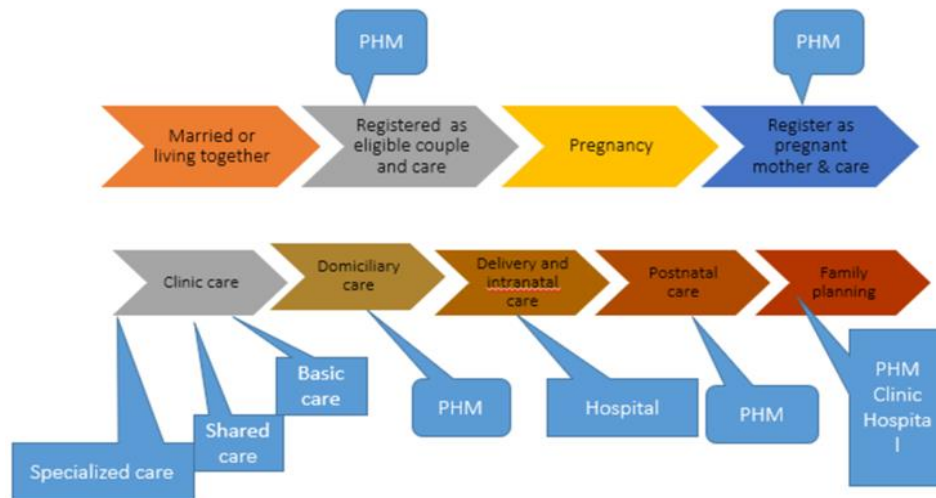 PHM
PHM
Married or
living together
Registered as
eligible couple
and care
Pregnancy
Register as
pregnant
mother & care
Clinic care
Domiciliary
care
Delivery and
intranatal
care
Postnatal
care
Family
planning
Specialized care
Shared
care
Basic
care
PHM
Hospital
PHM
PHM
Clinic
Hospita
l